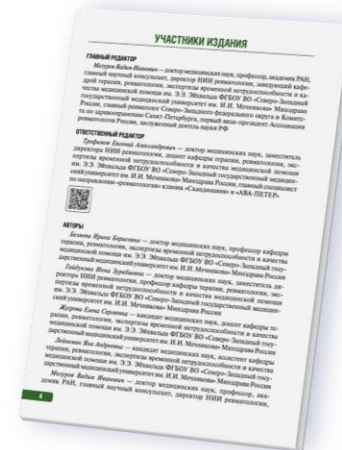 УЧАСТНИКИ ИЗДАНИЯ
ГЛАВНЫЙ РЕДАКТОР
Мазуров Вадим Иванович — доктор медицинских наук, профессор, академик РАН,
главный научный консультант, директор НИИ ревматологии, заведующий кафе-
дрой терапии, ревматологии, экспертизы временной нетрудоспособности и ка-
чества медицинской помощи им. Э.Э. Эйхвальда ФГБОУ ВО «Северо-Западный
государственный медицинский университет им. И.И. Мечникова» Минздрава
России, главный ревматолог Северо-Западного федерального округа и Комите-
та по здравоохранению Санкт-Петербурга, первый вице-президент Ассоциации
ревматологов России, заслуженный деятель науки РФ
ОТВЕТСТВЕННЫЙ РЕДАКТОР
Трофимов Евгений Александрович — доктор медицинских наук, заместитель
директора НИИ ревматологии, доцент кафедры терапии, ревматологии, экс-
пертизы временной нетрудоспособности и качества медицинской помощи
им. Э.Э. Эйхвальда ФГБОУ ВО «Северо-Западный государственный медицин-
ский университет им. И.И. Мечникова» Минздрава России, главный специалист
по направлению «ревматология» клиник «Скандинавия» и «АВА-ПЕТЕР»
АВТОРЫ
Беляева Ирина Борисовна — доктор медицинских наук, профессор кафедры
терапии, ревматологии, экспертизы временной нетрудоспособности и качества
медицинской помощи им. Э.Э. Эйхвальда ФГБОУ ВО «Северо-Западный госу-
дарственный медицинский университет им. И.И. Мечникова» Минздрава России
Гайдукова Инна Зурабиевна — доктор медицинских наук, заместитель ди-
ректора НИИ ревматологии, профессор кафедры терапии, ревматологии, экс-
пертизы временной нетрудоспособности и качества медицинской помощи
им. Э.Э. Эйхвальда ФГБОУ ВО «Северо-Западный государственный медицин-
ский университет им. И.И. Мечникова» Минздрава России
Жугрова Елена Сергеевна — кандидат медицинских наук, доцент кафедры те-
рапии, ревматологии, экспертизы временной нетрудоспособности и качества
медицинской помощи им. Э.Э. Эйхвальда ФГБОУ ВО «Северо-Западный госу-
дарственный медицинский университет им. И.И. Мечникова» Минздрава России
Яна Андреевна — кандидат медицинских наук, ассистент кафедры
терапии, ревматологии, экспертизы временной нетрудоспособности и качества
медицинской помощи им. Э.Э. Эйхвальда ФГБОУ ВО «Северо-Западный госу-
дарственный медицинский университет им. И.И. Мечникова» Минздрава России
Мазуров Вадим Иванович — доктор медицинских наук, профессор, ака-
демик РАН, главный научный консультант, директор НИИ ревматологии,
4